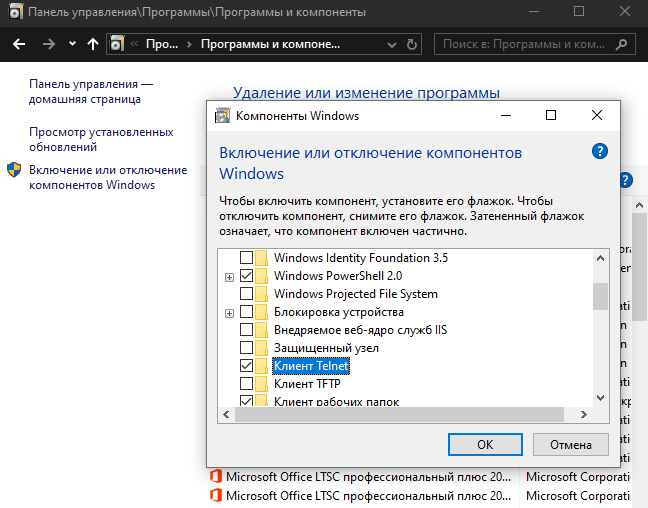 Панель управления\Программы\Программы и компоненты
Про...
Программы и компоне...
Поиск в: Программы и ком...
Панель управления —
домашняя страница
Просмотр установленных
обновлений
Включение или отключение
компонентов Windows
Удаление или изменение программы
Компоненты Windows
Включение или отключение компонентов
Windows
Чтобы включить компонент, установите его флажок. Чтобы
отключить компонент, снимите его флажок. Затененный флажок
означает, что компонент включен частично.
Windows Identity Foundation 3.5
Windows PowerShell 2.0
Windows Projected File System
Блокировка устройства
Внедряемое веб-ядро служб IIS
Защищенный узел
Клиент Telnet
Клиент TFTP
Клиент рабочих папок
OK
Отмена
Microsoft Office LTSC профессиональный плюс 20...
Microsoft Corporati
Microsoft Office LTSC профессиональный плюс 20...
Microsoft Corporati